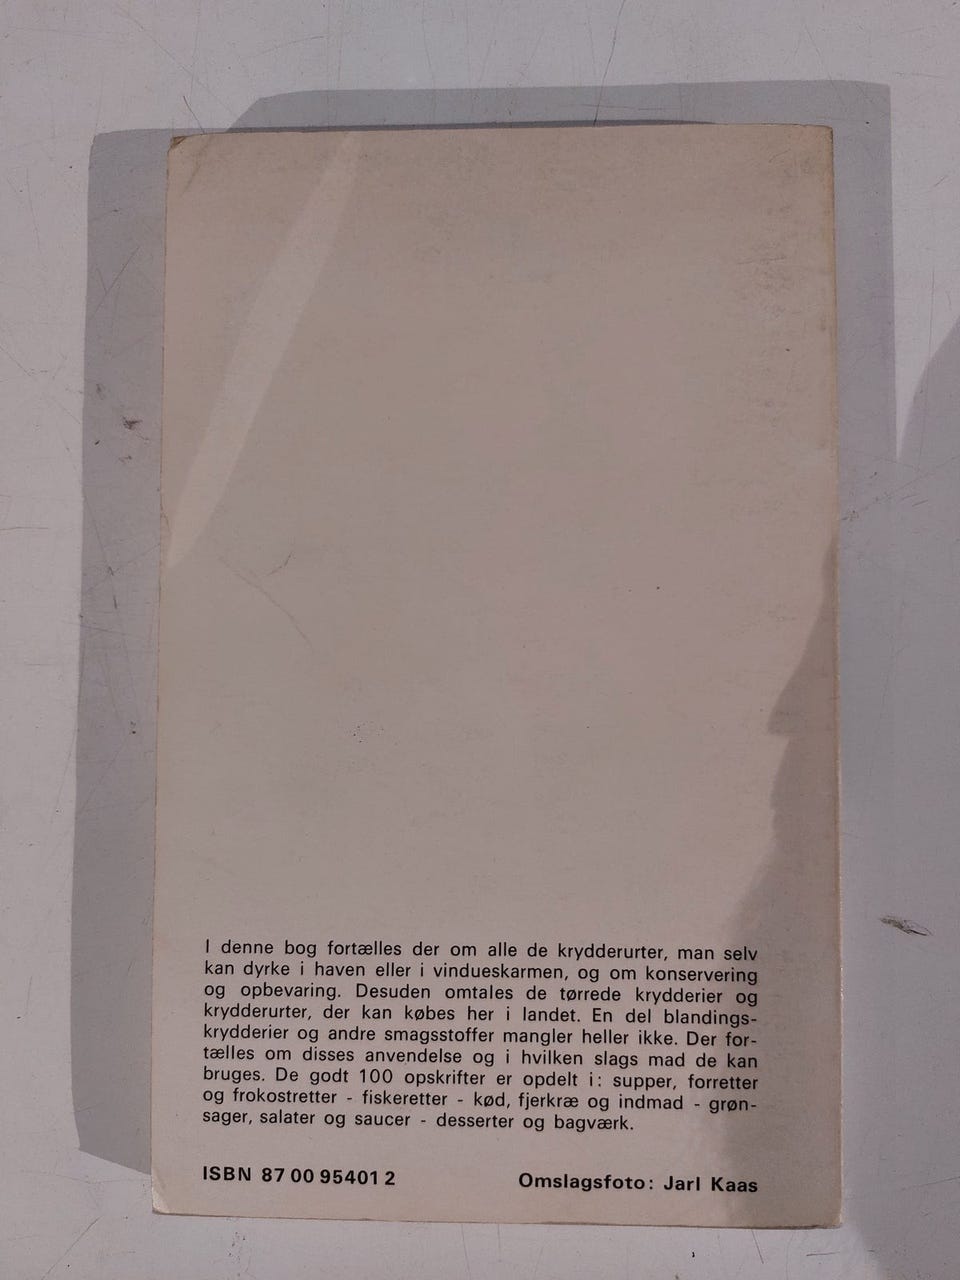 I denne bog fortælles der om alle de krydderurter, man selv
kan dyrke i haven eller i vindueskarmen, og om konservering
og opbevaring. Desuden omtales de tørrede krydderier og
krydderurter, der kan købes her i landet. En del blandings-
krydderier og andre smagsstoffer mangler heller ikke. Der for-
tælles om disses anvendelse og i hvilken slags mad de kan
bruges. De godt 100 opskrifter er opdelt i: supper, forretter
og frokostretter - fiskeretter - kød, fjerkræ og indmad - grøn-
sager, salater og saucer - desserter og bagværk.
ISBN 87 00 95401 2 Omslagsfoto: Jarl Kaas